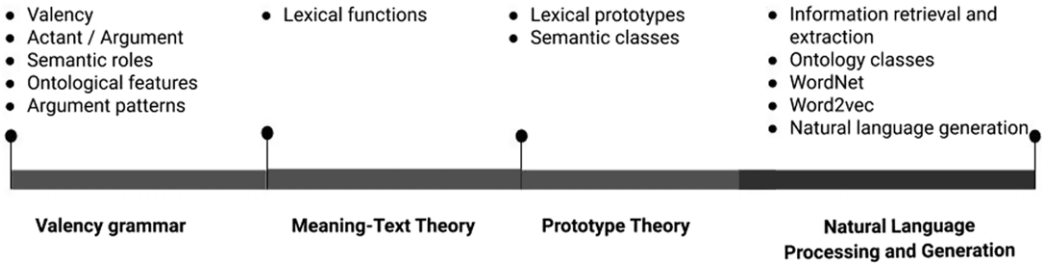 • Valency
• Actant / Argument
• Semantic roles
• Ontological features
• Argument patterns
• Lexical functions
• Lexical prototypes
• Semantic classes
• Information retrieval and
extraction
• Ontology classes
• WordNet
• Word2vec
• Natural language generation
Valency grammar
Meaning-Text Theory
Prototype Theory
Natural Language
Processing and Generation